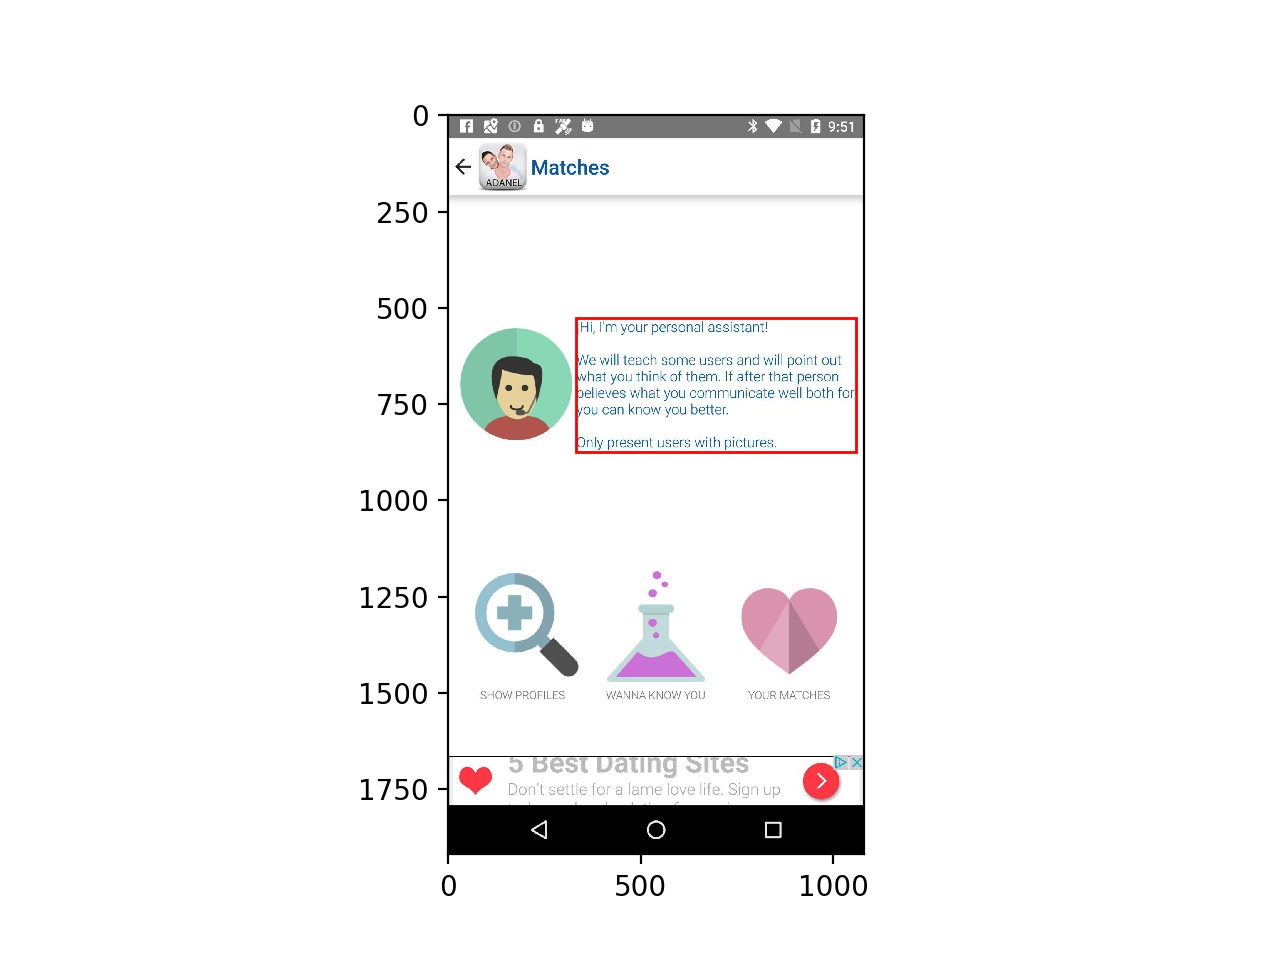 0
9:51
ADANEL
Matches
250
500
Hi, I'm your personal assistant!
We will teach some users and will point out
what you think of them. If after that person
750
believes what you communicate well both for
you can know you better.
Only present users with pictures.
1000
1250
1500
SHOW PROFILES
WANNA KNOW YOU
YOUR MATCHES
5 Best Dating Sites
1750
Don't settle for a lame love life. Sign up
0
500
1000